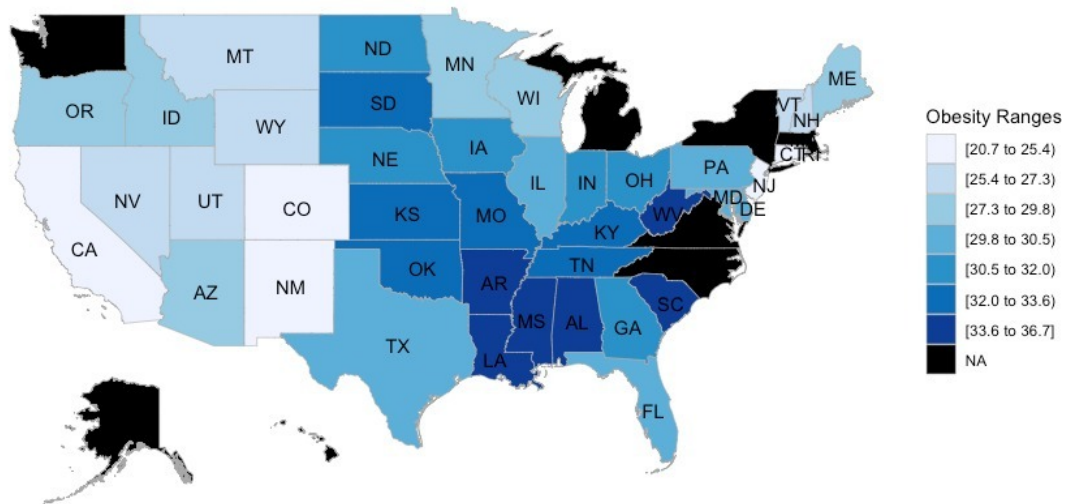 MT
ND
MN
ME
OR
ID
SD
WI
VT
NH
WY
IA
NE
PA
CT
RI
NJ
IL
IN
OH
MD
DE
NV
UT
CO
WV
KS
MO
KY
CA
TN
OK
AR
AZ
NM
SC
MS
AL
GA
TX
LA
FL
Obesity Ranges
[20.7 to 25.4)
[25.4 to 27.3)
[27.3 to 29.8)
[29.8 to 30.5)
[30.5 to 32.0)
[32.0 to 33.6)
[33.6 to 36.7]
NA